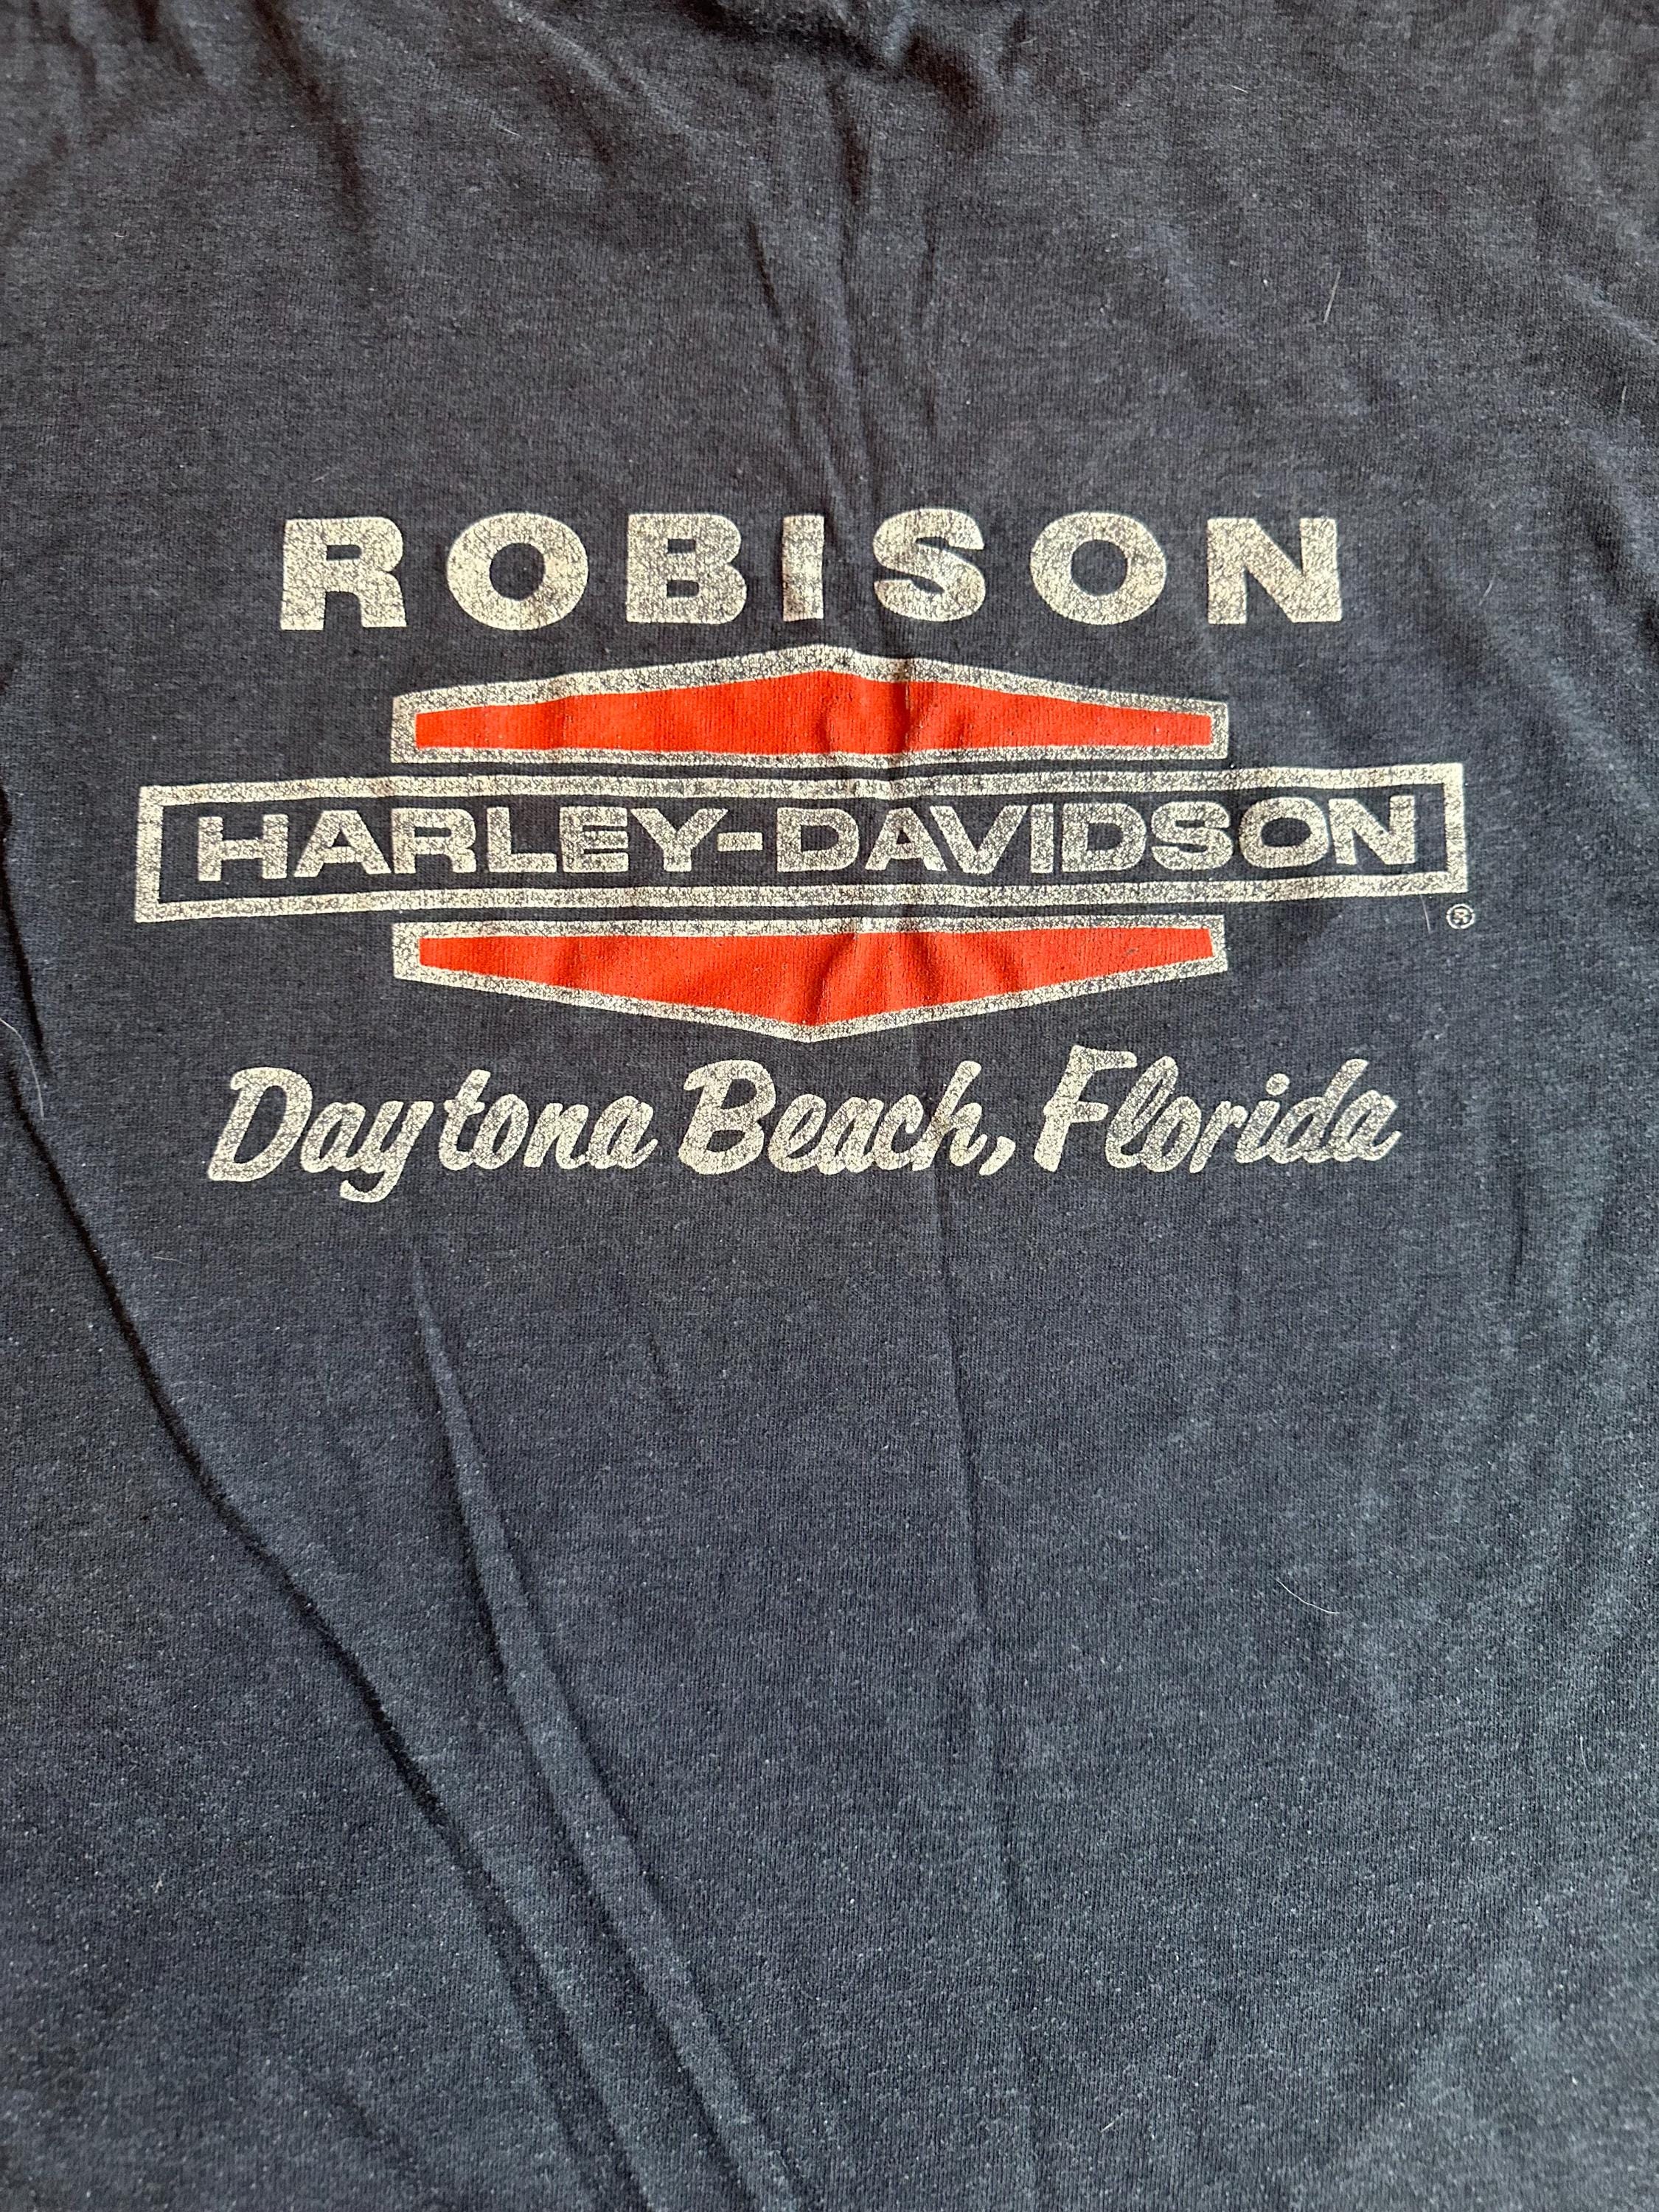 ROBISON
HARLEY-DAVIDSON
®
Daytona Beach, Florida